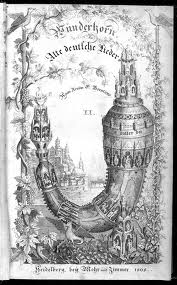 Wunderhorn
Alte deutsche Lieder
II.
Heidelberg, bey Mohr und Zimmer 1808.